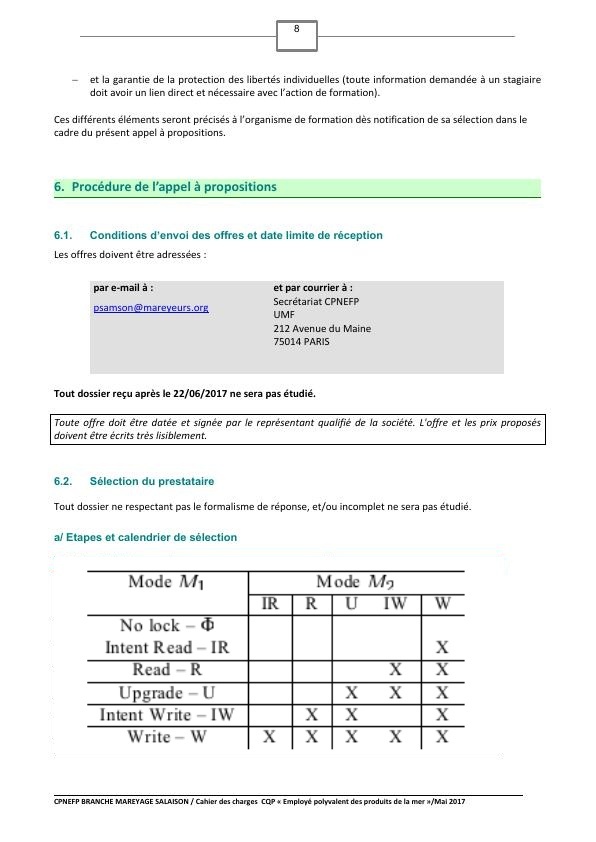 8
– et la garantie de la protection des libertés individuelles (toute information demandée à un stagiaire
doit avoir un lien direct et nécessaire avec l'action de formation).
Ces différents éléments seront précisés à l'organisme de formation dès notification de sa sélection dans le
cadre du présent appel à propositions.
6. Procédure de l'appel à propositions
6.1. Conditions d'envoi des offres et date limite de réception
Les offres doivent être adressées :
par e-mail à : et par courrier à :
psamson@mareyeurs.org Secrétariat CPNEFP
UMF
212 Avenue du Maine
75014 PARIS
Tout dossier reçu après le 22/06/2017 ne sera pas étudié.
Toute offre doit être datée et signée par le représentant qualifié de la société. L'offre et les prix proposés
doivent être écrits très lisiblement.
6.2. Sélection du prestataire
Tout dossier ne respectant pas le formalisme de réponse, et/ou incomplet ne sera pas étudié.
a/ Etapes et calendrier de sélection
Mode M1 Mode M2
IR R U IW W
No lock – Φ
Intent Read – IR X
Read – R X X
Upgrade – U X X X
Intent Write – IW X X X
Write – W X X X X X
CPNEFP BRANCHE MAREYAGE SALAISON / Cahier des charges CQP « Employé polyvalent des produits de la mer »/Mai 2017